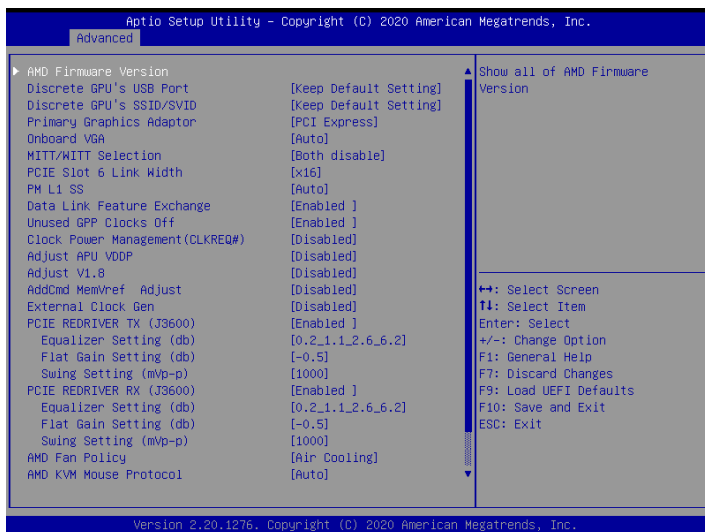 Aptio Setup Utility – Copyright (C) 2020 American Megatrends, Inc.
Advanced
AMD Firmware Version
Discrete GPU's USB Port [Keep Default Setting]
Discrete GPU's SSID/SVID [Keep Default Setting]
Primary Graphics Adaptor [PCI Express]
Onboard VGA [Auto]
MITT/WITT Selection [Both disable]
PCIE Slot 6 Link Width [x16]
PM L1 SS [Auto]
Data Link Feature Exchange [Enabled ]
Unused GPP Clocks Off [Enabled ]
Clock Power Management(CLKREQ#) [Disabled]
Adjust APU VDDP [Disabled]
Adjust V1.8 [Disabled]
AddCmd MemVref  Adjust [Disabled]
External Clock Gen [Disabled]
PCIE REDRIVER TX (J3600) [Enabled ]
Equalizer Setting (db) [0.2_1.1_2.6_6.2]
Flat Gain Setting (db) [-0.5]
Swing Setting (mVp-p) [1000]
PCIE REDRIVER RX (J3600) [Enabled ]
Equalizer Setting (db) [0.2_1.1_2.6_6.2]
Flat Gain Setting (db) [-0.5]
Swing Setting (mVp-p) [1000]
AMD Fan Policy [Air Cooling]
AMD KVM Mouse Protocol [Auto]
Show all of AMD Firmware
Version
↔: Select Screen
↑↓: Select Item
Enter: Select
+/-: Change Option
F1: General Help
F7: Discard Changes
F9: Load UEFI Defaults
F10: Save and Exit
ESC: Exit
Version 2.20.1276. Copyright (C) 2020 American Megatrends, Inc.